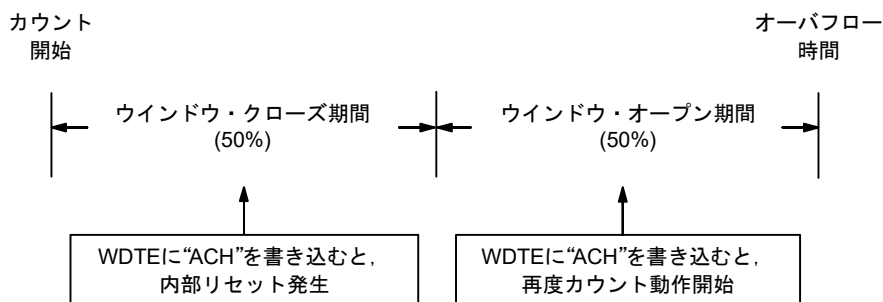 カウント
開始
オーバフロー
時間
ウインドウ・クローズ期間
(50%)
ウインドウ・オープン期間
(50%)
WDTEに“ACH”を書き込むと，
内部リセット発生
WDTEに“ACH”を書き込むと，
再度カウント動作開始